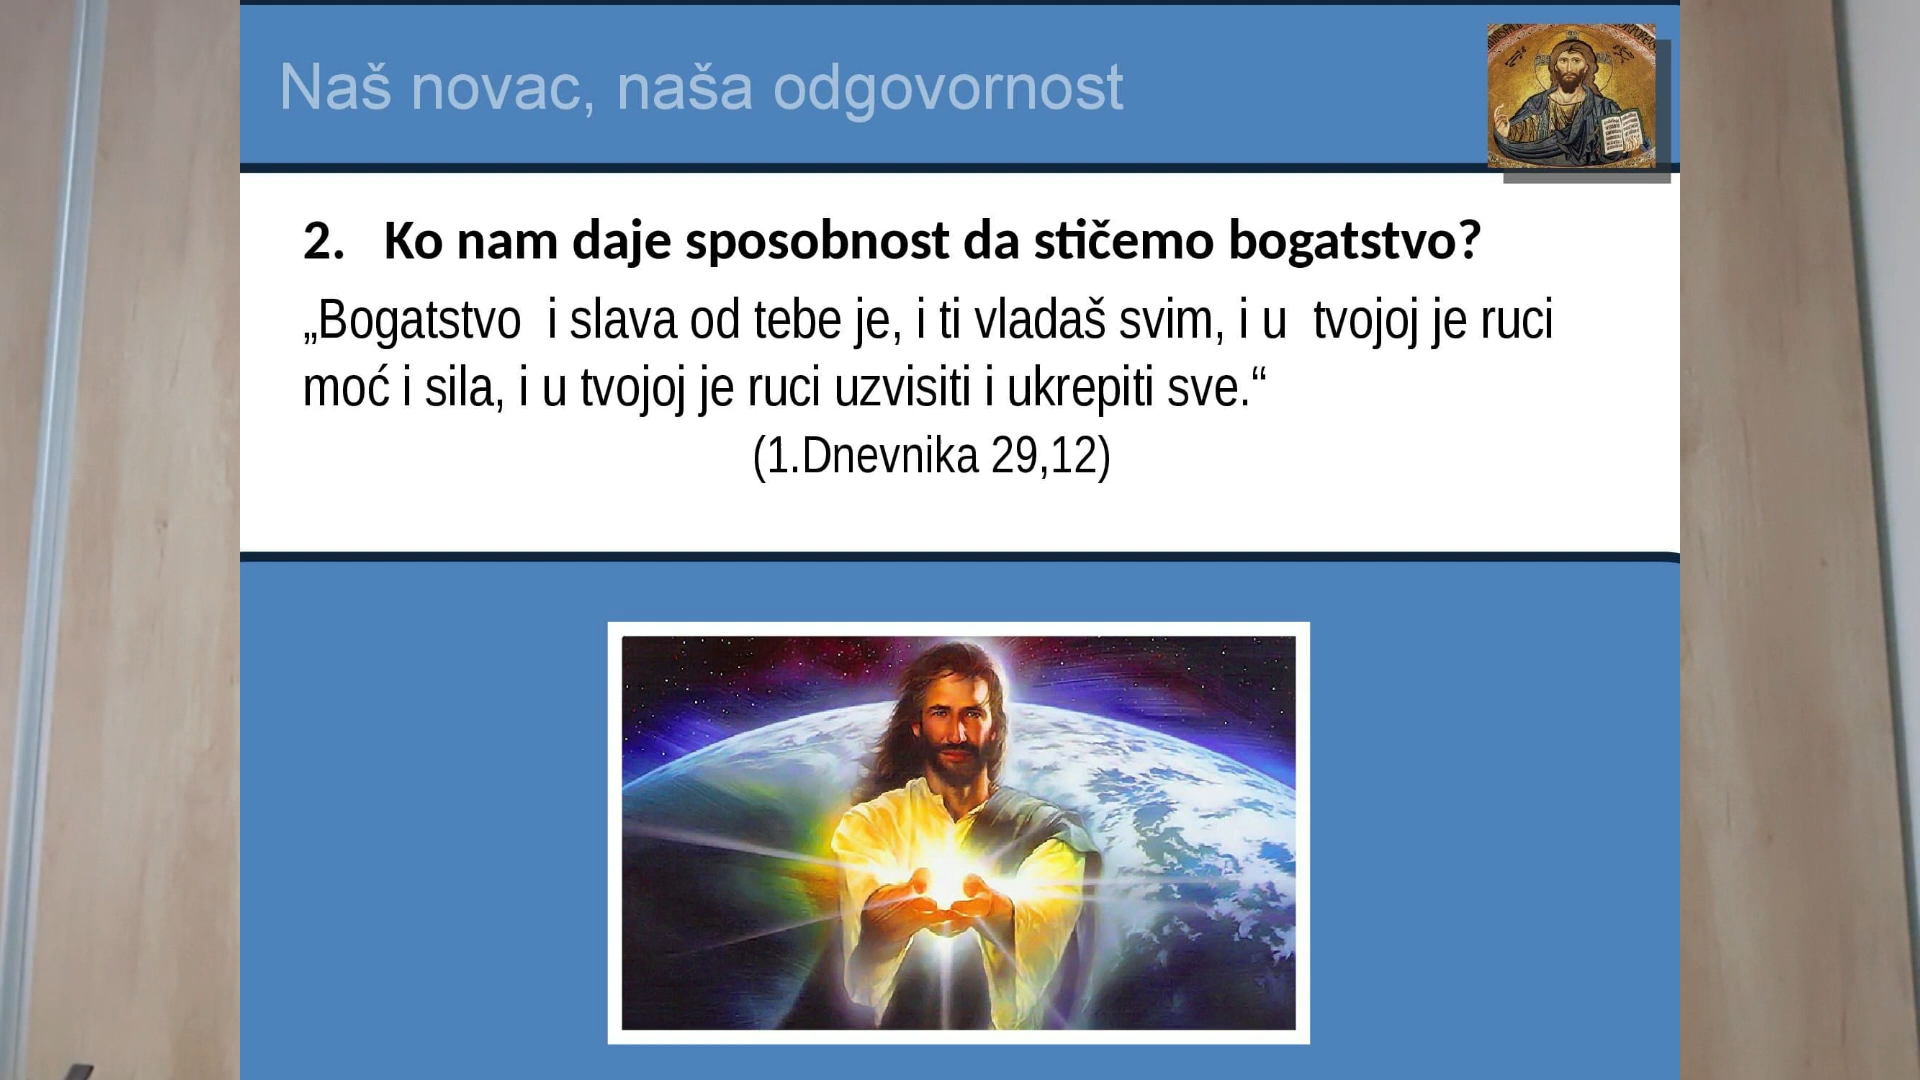 Naš novac, naša odgovornost
2. Ko nam daje sposobnost da stičemo bogatstvo?
„Bogatstvo i slava od tebe je, i ti vladaš svim, i u tvojoj je ruci
moć i sila, i u tvojoj je ruci uzvisiti i ukrepiti sve.“
(1.Dnevnika 29,12)